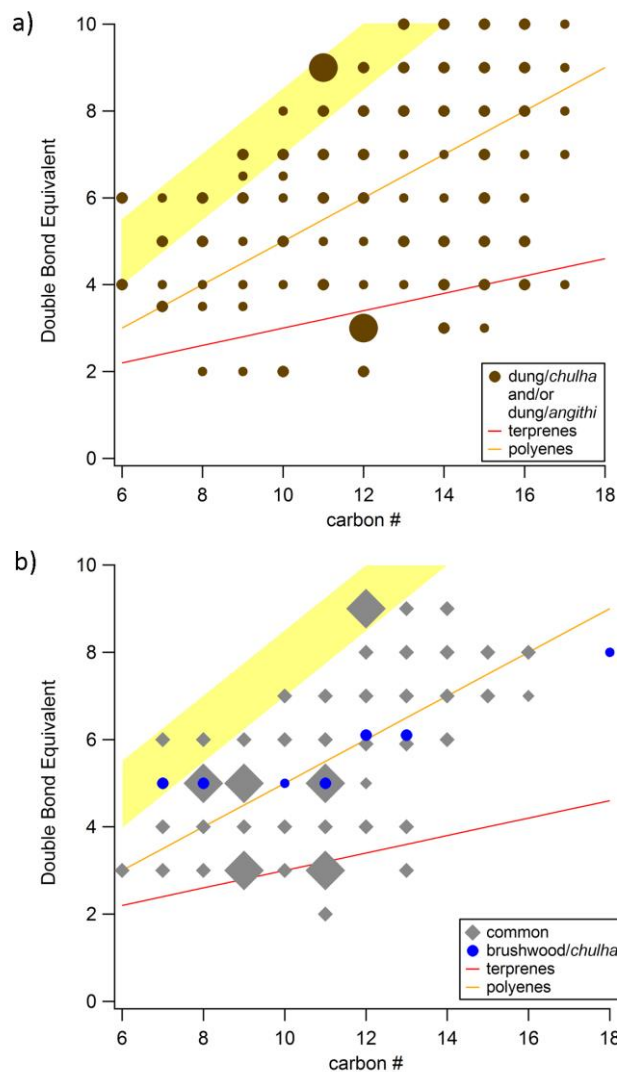 a)
10
8
6
4
2
0
Double Bond Equivalent
6 8 10 12 14 16 18
carbon #
dung/chulha
and/or
dung/angithi
terprenes
polyenes
b)
10
8
6
4
2
0
Double Bond Equivalent
6 8 10 12 14 16 18
carbon #
common
brushwood/chulha
terprenes
polyenes